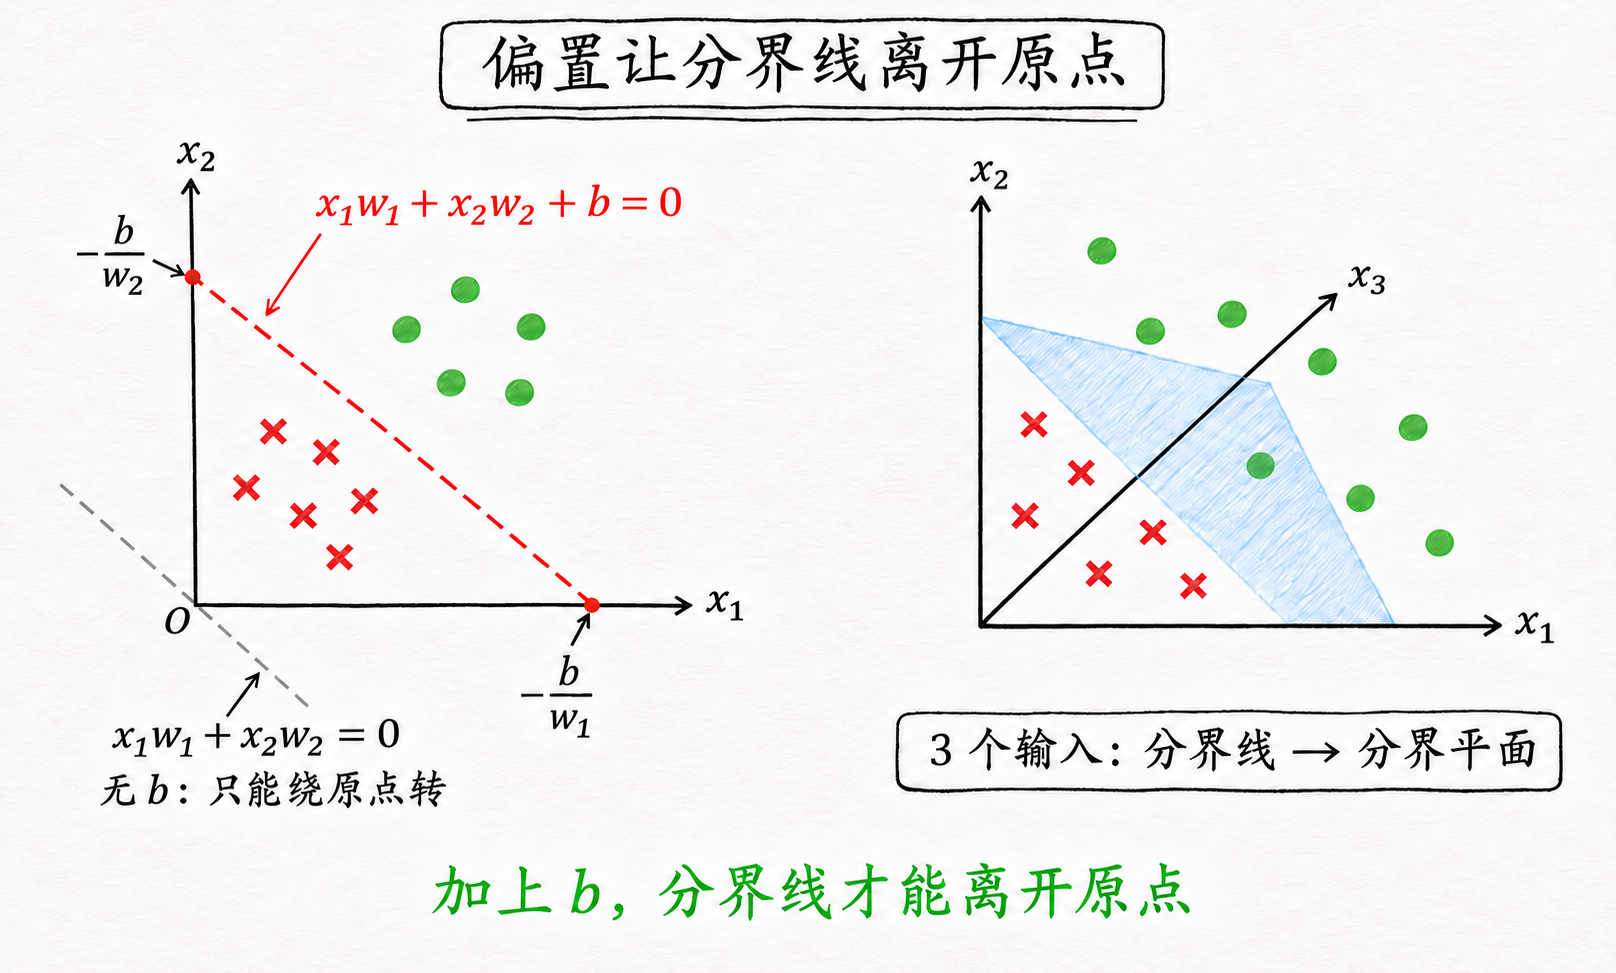 偏置让分界线离开原点
x₂
x₁w₁ + x₂w₂ + b = 0
−b/w₂
O
x₁
−b/w₁
x₁w₁ + x₂w₂ = 0
无 b：只能绕原点转
x₂
x₃
x₁
3 个输入：分界线 → 分界平面
加上 b，分界线才能离开原点